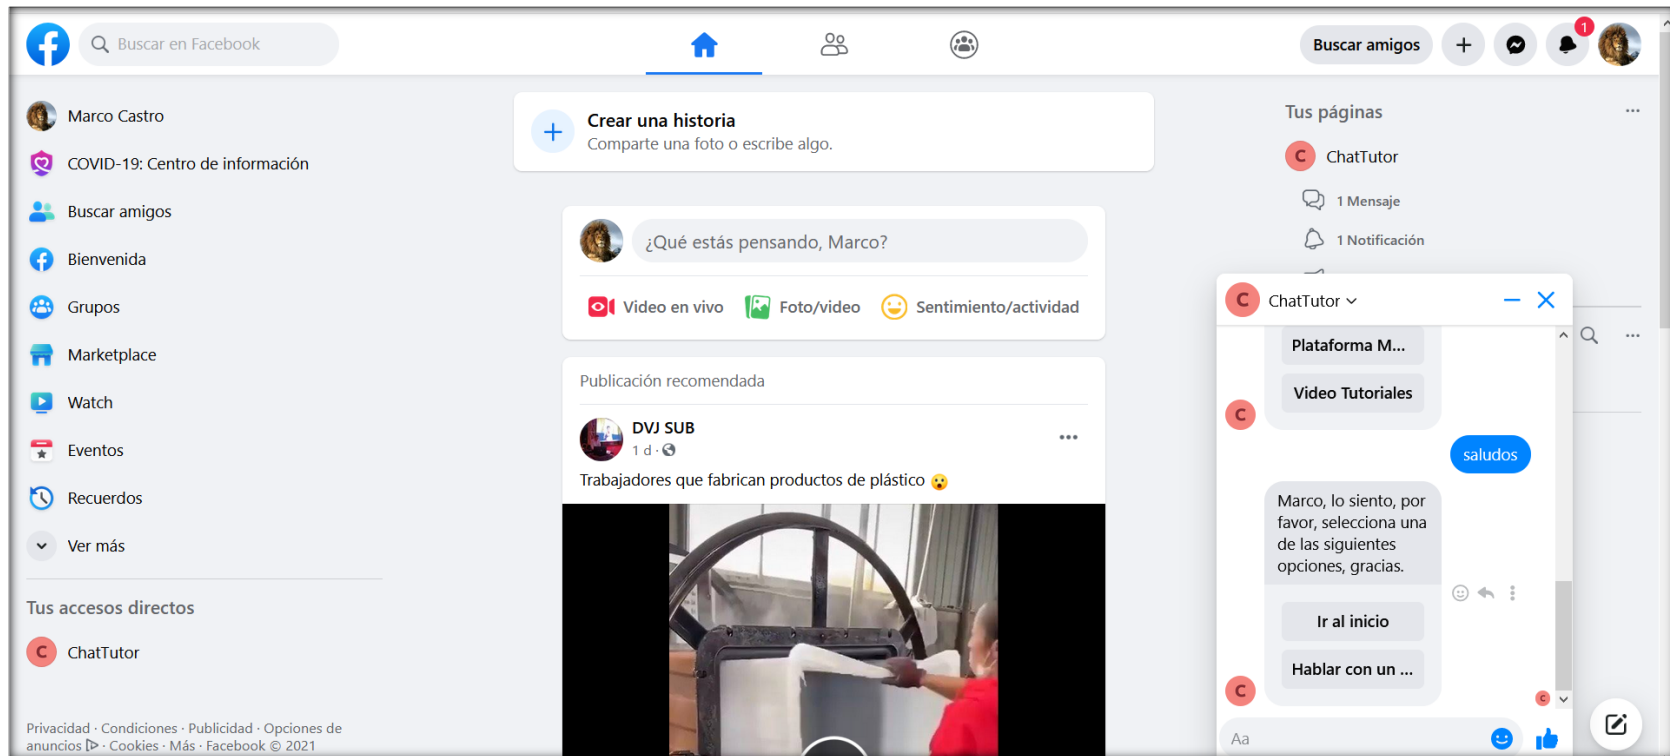 Buscar en Facebook
Buscar amigos
1
Marco Castro
COVID-19: Centro de información
Buscar amigos
Bienvenida
Grupos
Marketplace
Watch
Eventos
Recuerdos
Ver más
Tus accesos directos
C ChatTutor
Privacidad · Condiciones · Publicidad · Opciones de
anuncios · Cookies · Más · Facebook © 2021
Crear una historia
Comparte una foto o escribe algo.
¿Qué estás pensando, Marco?
Video en vivo
Foto/video
Sentimiento/actividad
Publicación recomendada
DVJ SUB
1 d ·
Trabajadores que fabrican productos de plástico 😮
Tus páginas
C ChatTutor
1 Mensaje
1 Notificación
C ChatTutor
Plataforma M...
Video Tutoriales
C
saludos
Marco, lo siento, por
favor, selecciona una
de las siguientes
opciones, gracias.
Ir al inicio
Hablar con un ...
C
C
Aa